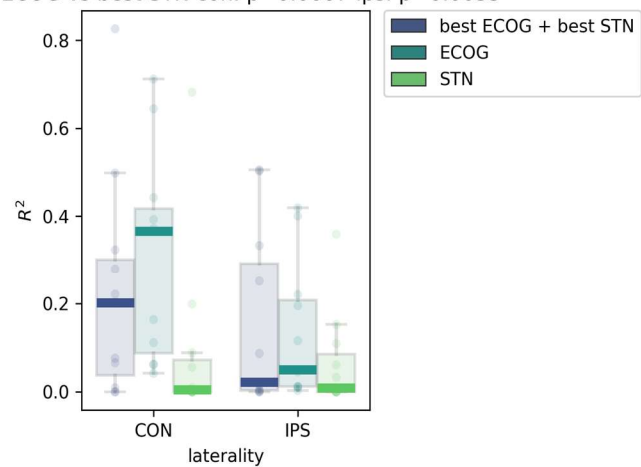 best ECOG + best STN
ECOG
STN
0.8
0.6
0.4
0.2
0.0
R²
CON
IPS
laterality